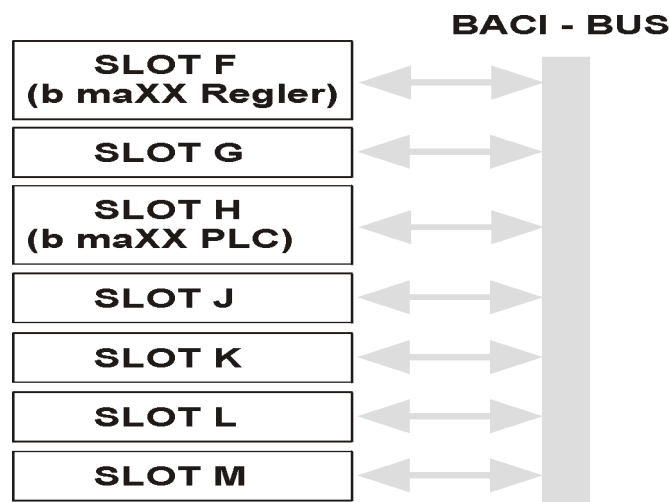 BACI - BUS
SLOT F
(b maXX Regler)
SLOT G
SLOT H
(b maXX PLC)
SLOT J
SLOT K
SLOT L
SLOT M